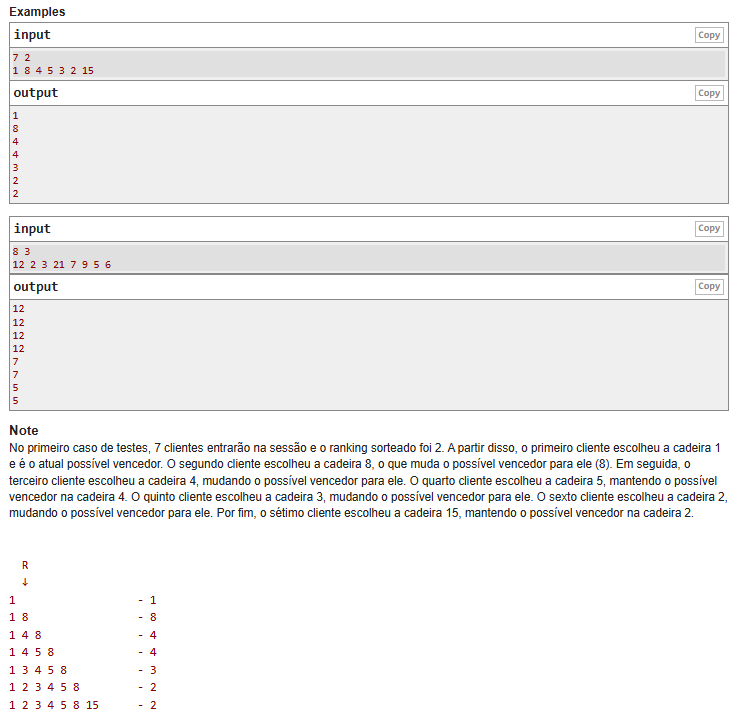 Examples
input
Copy
7 2
1 8 4 5 3 2 15
output
Copy
1
8
4
4
3
2
2
input
Copy
8 3
12 2 3 21 7 9 5 6
output
Copy
12
12
12
12
7
7
5
5
Note
No primeiro caso de testes, 7 clientes entrarão na sessão e o ranking sorteado foi 2. A partir disso, o primeiro cliente escolheu a cadeira 1
e é o atual possível vencedor. O segundo cliente escolheu a cadeira 8, o que muda o possível vencedor para ele (8). Em seguida, o
terceiro cliente escolheu a cadeira 4, mudando o possível vencedor para ele. O quarto cliente escolheu a cadeira 5, mantendo o possível
vencedor na cadeira 4. O quinto cliente escolheu a cadeira 3, mudando o possível vencedor para ele. O sexto cliente escolheu a cadeira 2,
mudando o possível vencedor para ele. Por fim, o sétimo cliente escolheu a cadeira 15, mantendo o possível vencedor na cadeira 2.
R
↓
1 - 1
1 8 - 8
1 4 8 - 4
1 4 5 8 - 4
1 3 4 5 8 - 3
1 2 3 4 5 8 - 2
1 2 3 4 5 8 15 - 2